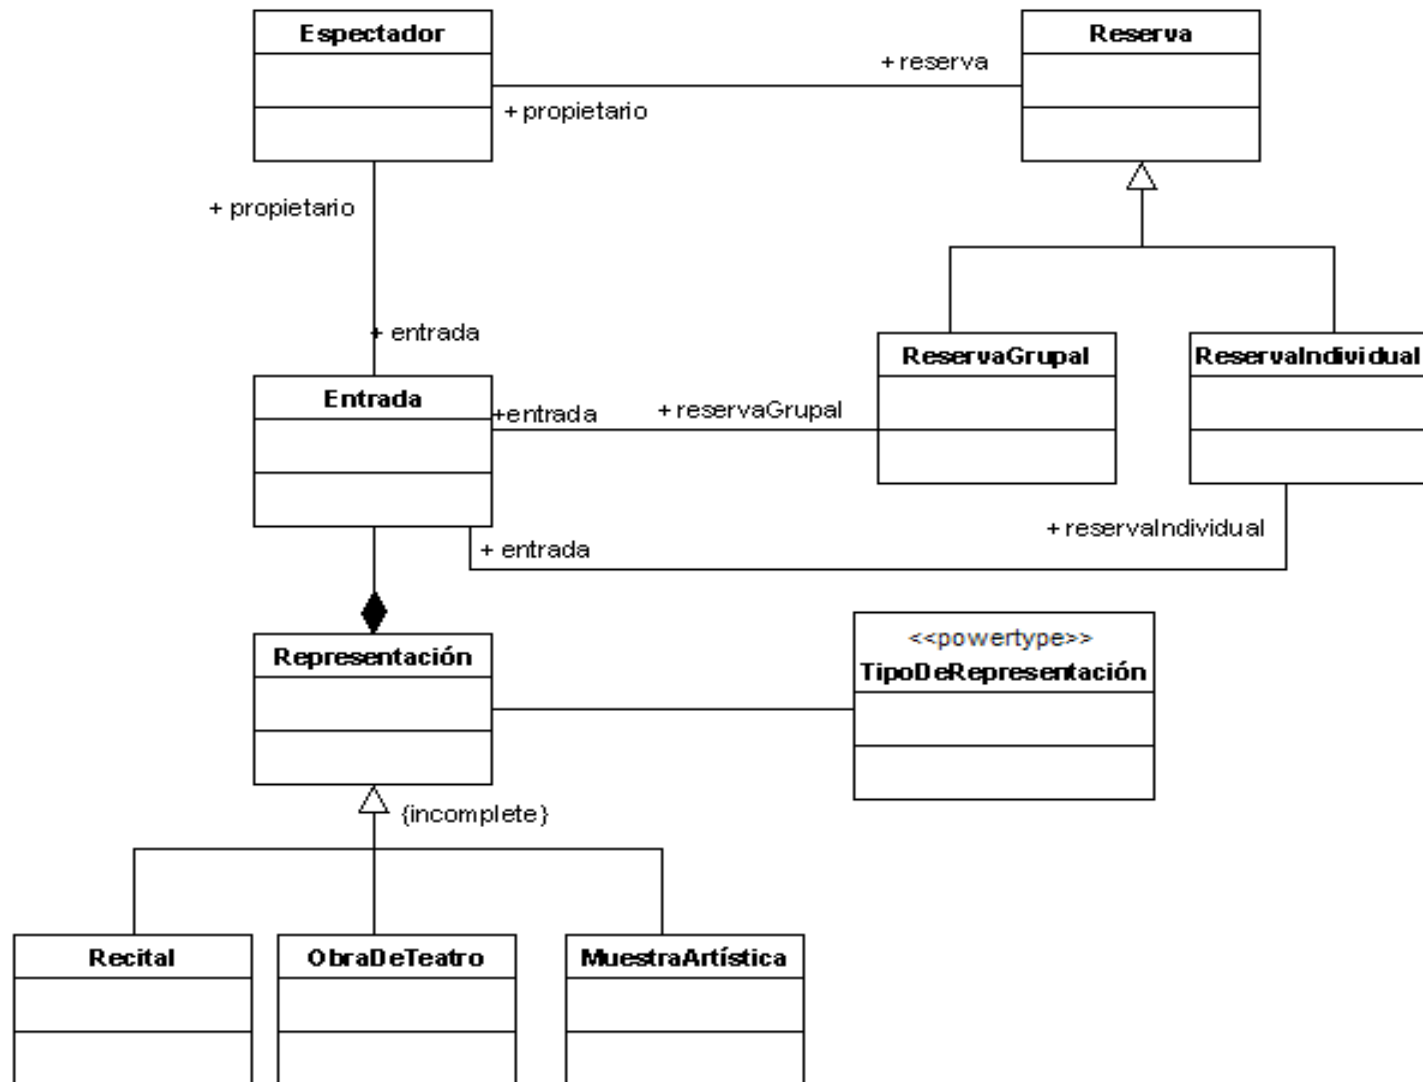 Espectador
Reserva
+ reserva
+ propietario
+ propietario
+ entrada
ReservaGrupal
ReservaIndividual
Entrada
+entrada
+ reservaGrupal
+ reservaIndividual
+ entrada
<<powertype>>
TipoDeRepresentación
Representación
{incomplete}
Recital
ObraDeTeatro
MuestraArtística